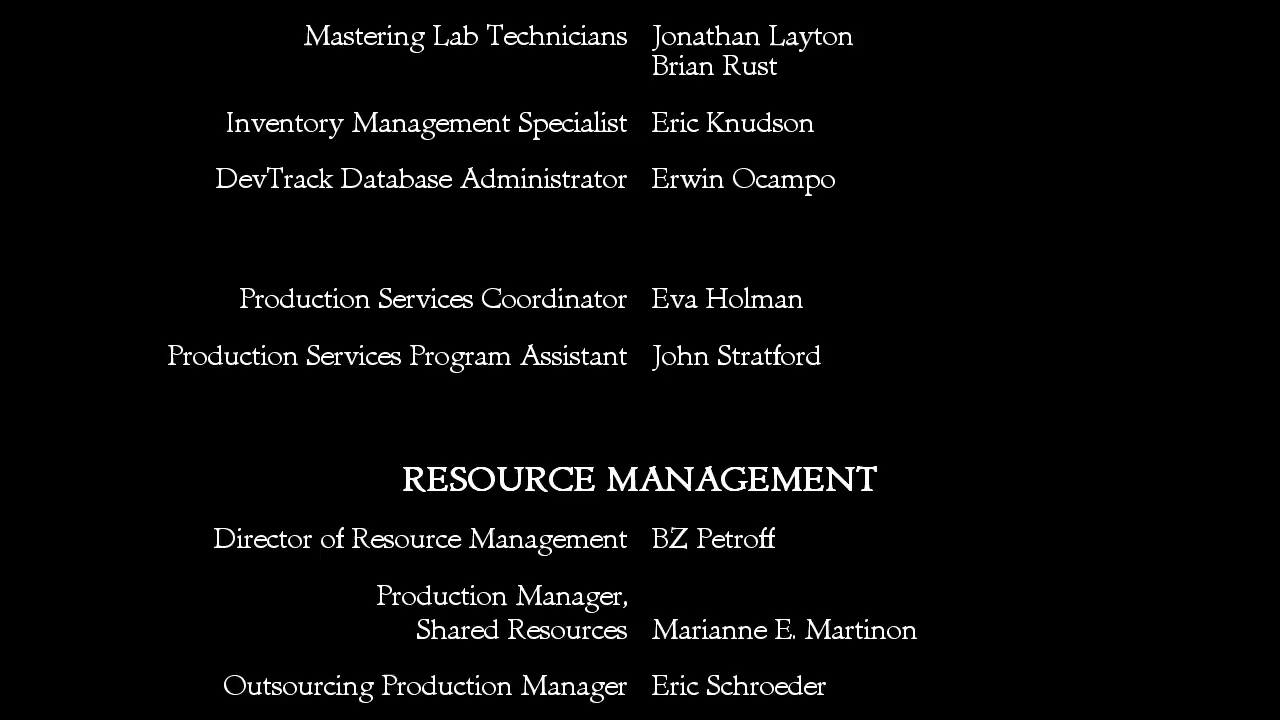 Mastering Lab Technicians Jonathan Layton
Brian Rust
Inventory Management Specialist Eric Knudson
DevTrack Database Administrator Erwin Ocampo
Production Services Coordinator Eva Holman
Production Services Program Assistant John Stratford
RESOURCE MANAGEMENT
Director of Resource Management BZ Petroff
Production Manager,
Shared Resources Marianne E. Martinon
Outsourcing Production Manager Eric Schroeder